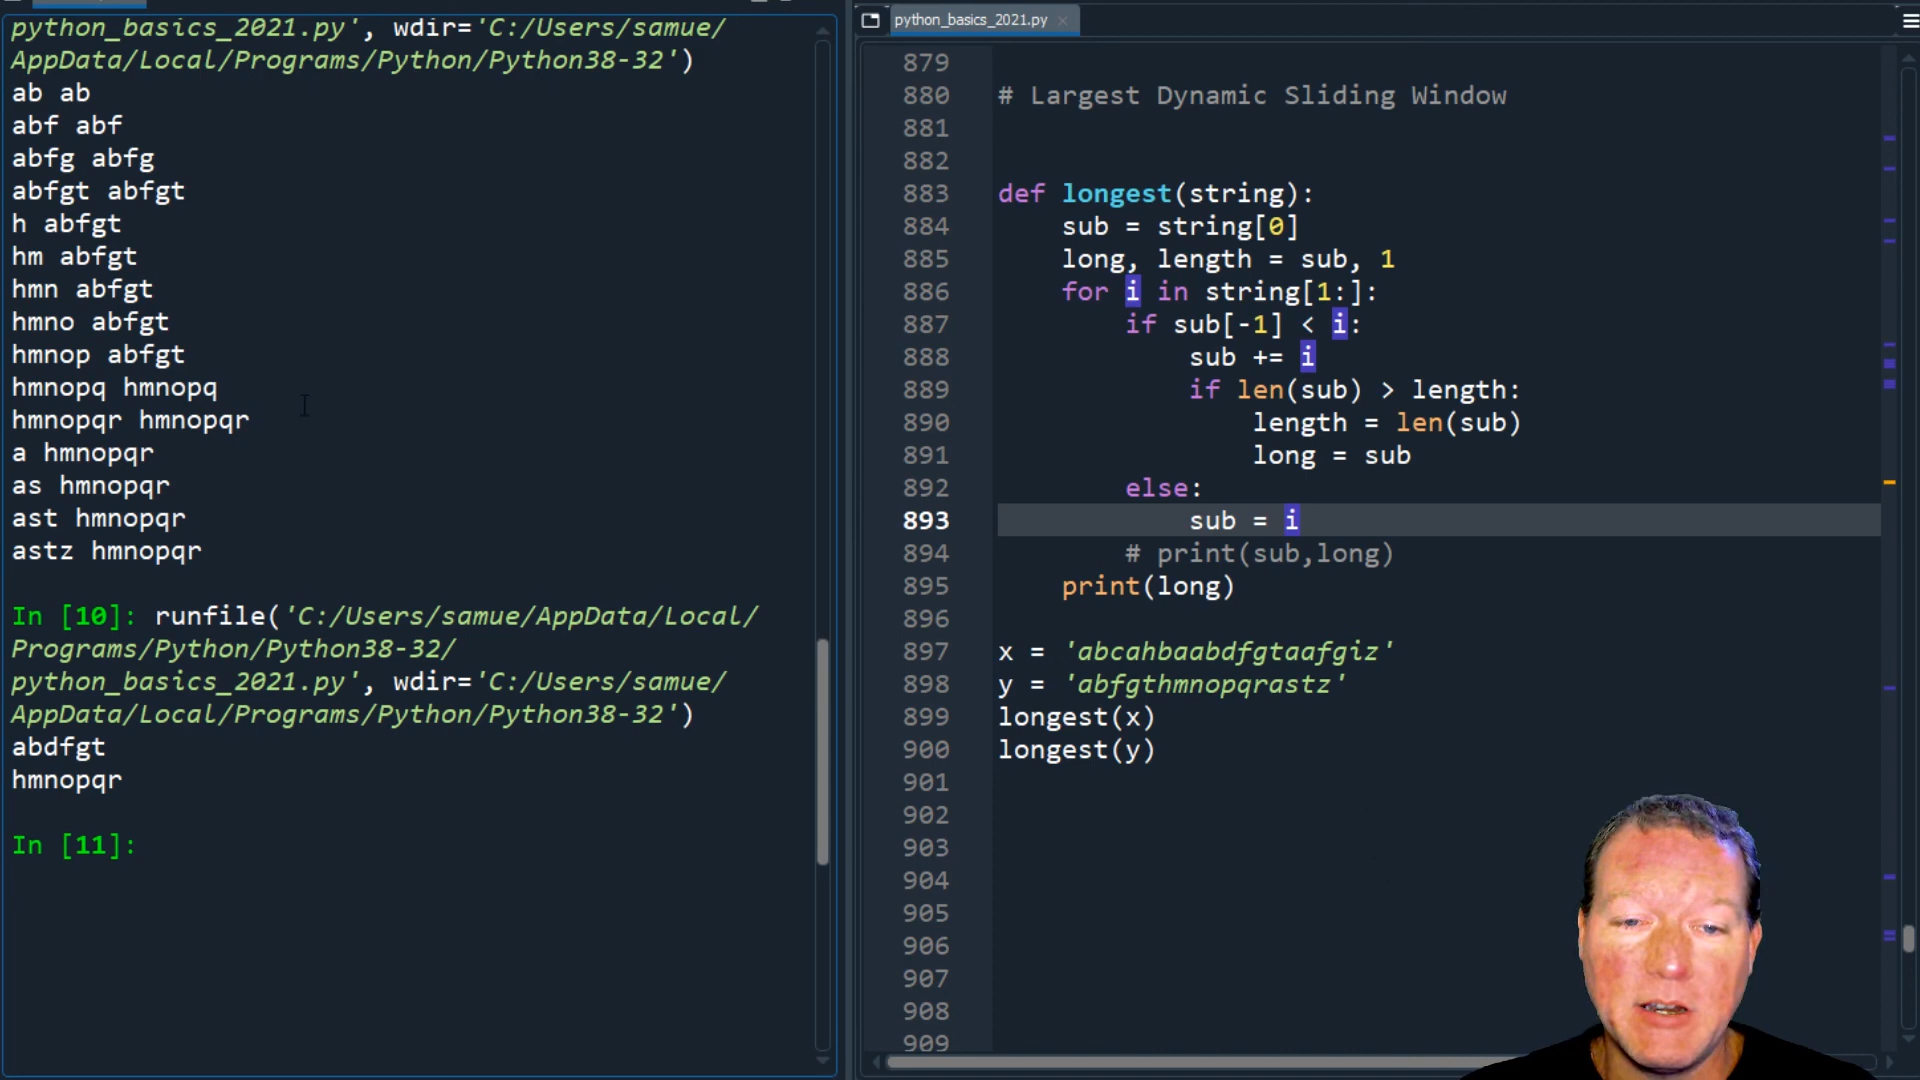 python_basics_2021.py', wdir='C:/Users/samue/
AppData/Local/Programs/Python/Python38-32')
ab ab
abf abf
abfg abfg
abfgt abfgt
h abfgt
hm abfgt
hmn abfgt
hmno abfgt
hmnop abfgt
hmnopq hmnopq
hmnopqr hmnopqr
a hmnopqr
as hmnopqr
ast hmnopqr
astz hmnopqr
In [10]: runfile('C:/Users/samue/AppData/Local/
Programs/Python/Python38-32/
python_basics_2021.py', wdir='C:/Users/samue/
AppData/Local/Programs/Python/Python38-32')
abdfgt
hmnopqr
In [11]:
python_basics_2021.py
879
880 # Largest Dynamic Sliding Window
881
882
883 def longest(string):
884 sub = string[0]
885 long, length = sub, 1
886 for i in string[1:]:
887 if sub[-1] < i:
888 sub += i
889 if len(sub) > length:
890 length = len(sub)
891 long = sub
892 else:
893 sub = i
894 # print(sub,long)
895 print(long)
896
897 x = 'abcahbaabdfgtaafgiz'
898 y = 'abfgthmnopqrastz'
899 longest(x)
900 longest(y)
901
902
903
904
905
906
907
908
909